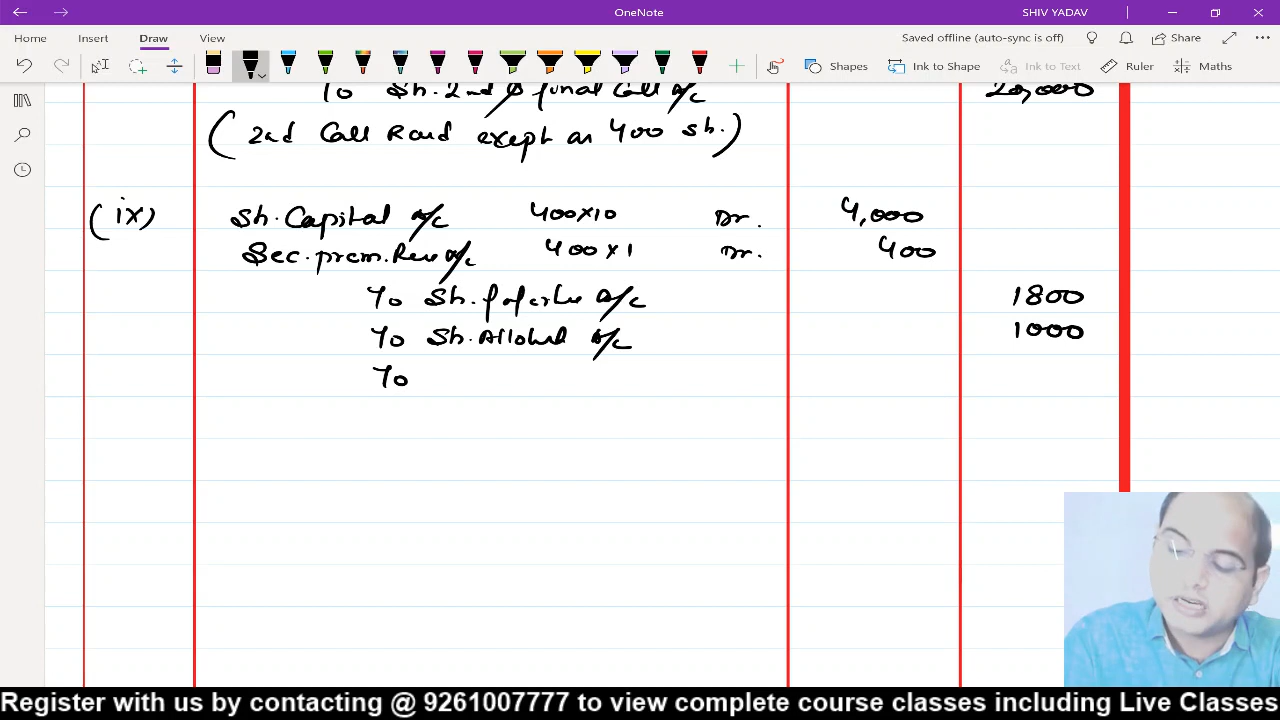 OneNote
SHIV YADAV
Home Insert Draw View
Saved offline (auto-sync is off)
Share
Shapes
Ink to Shape
Ink to Text
Ruler
Maths
To Sh. 2nd & final Call A/c 20,000
(2nd Call Recd except on 400 sh.)
(ix) Sh. Capital A/c 400×10 Dr. 4,000
Sec. prem. Res A/c 400×1 Dr. 400
To Sh. forfeiture A/c 1800
To Sh. Allotment A/c 1000
To
Register with us by contacting @ 9261007777 to view complete course classes including Live Classes